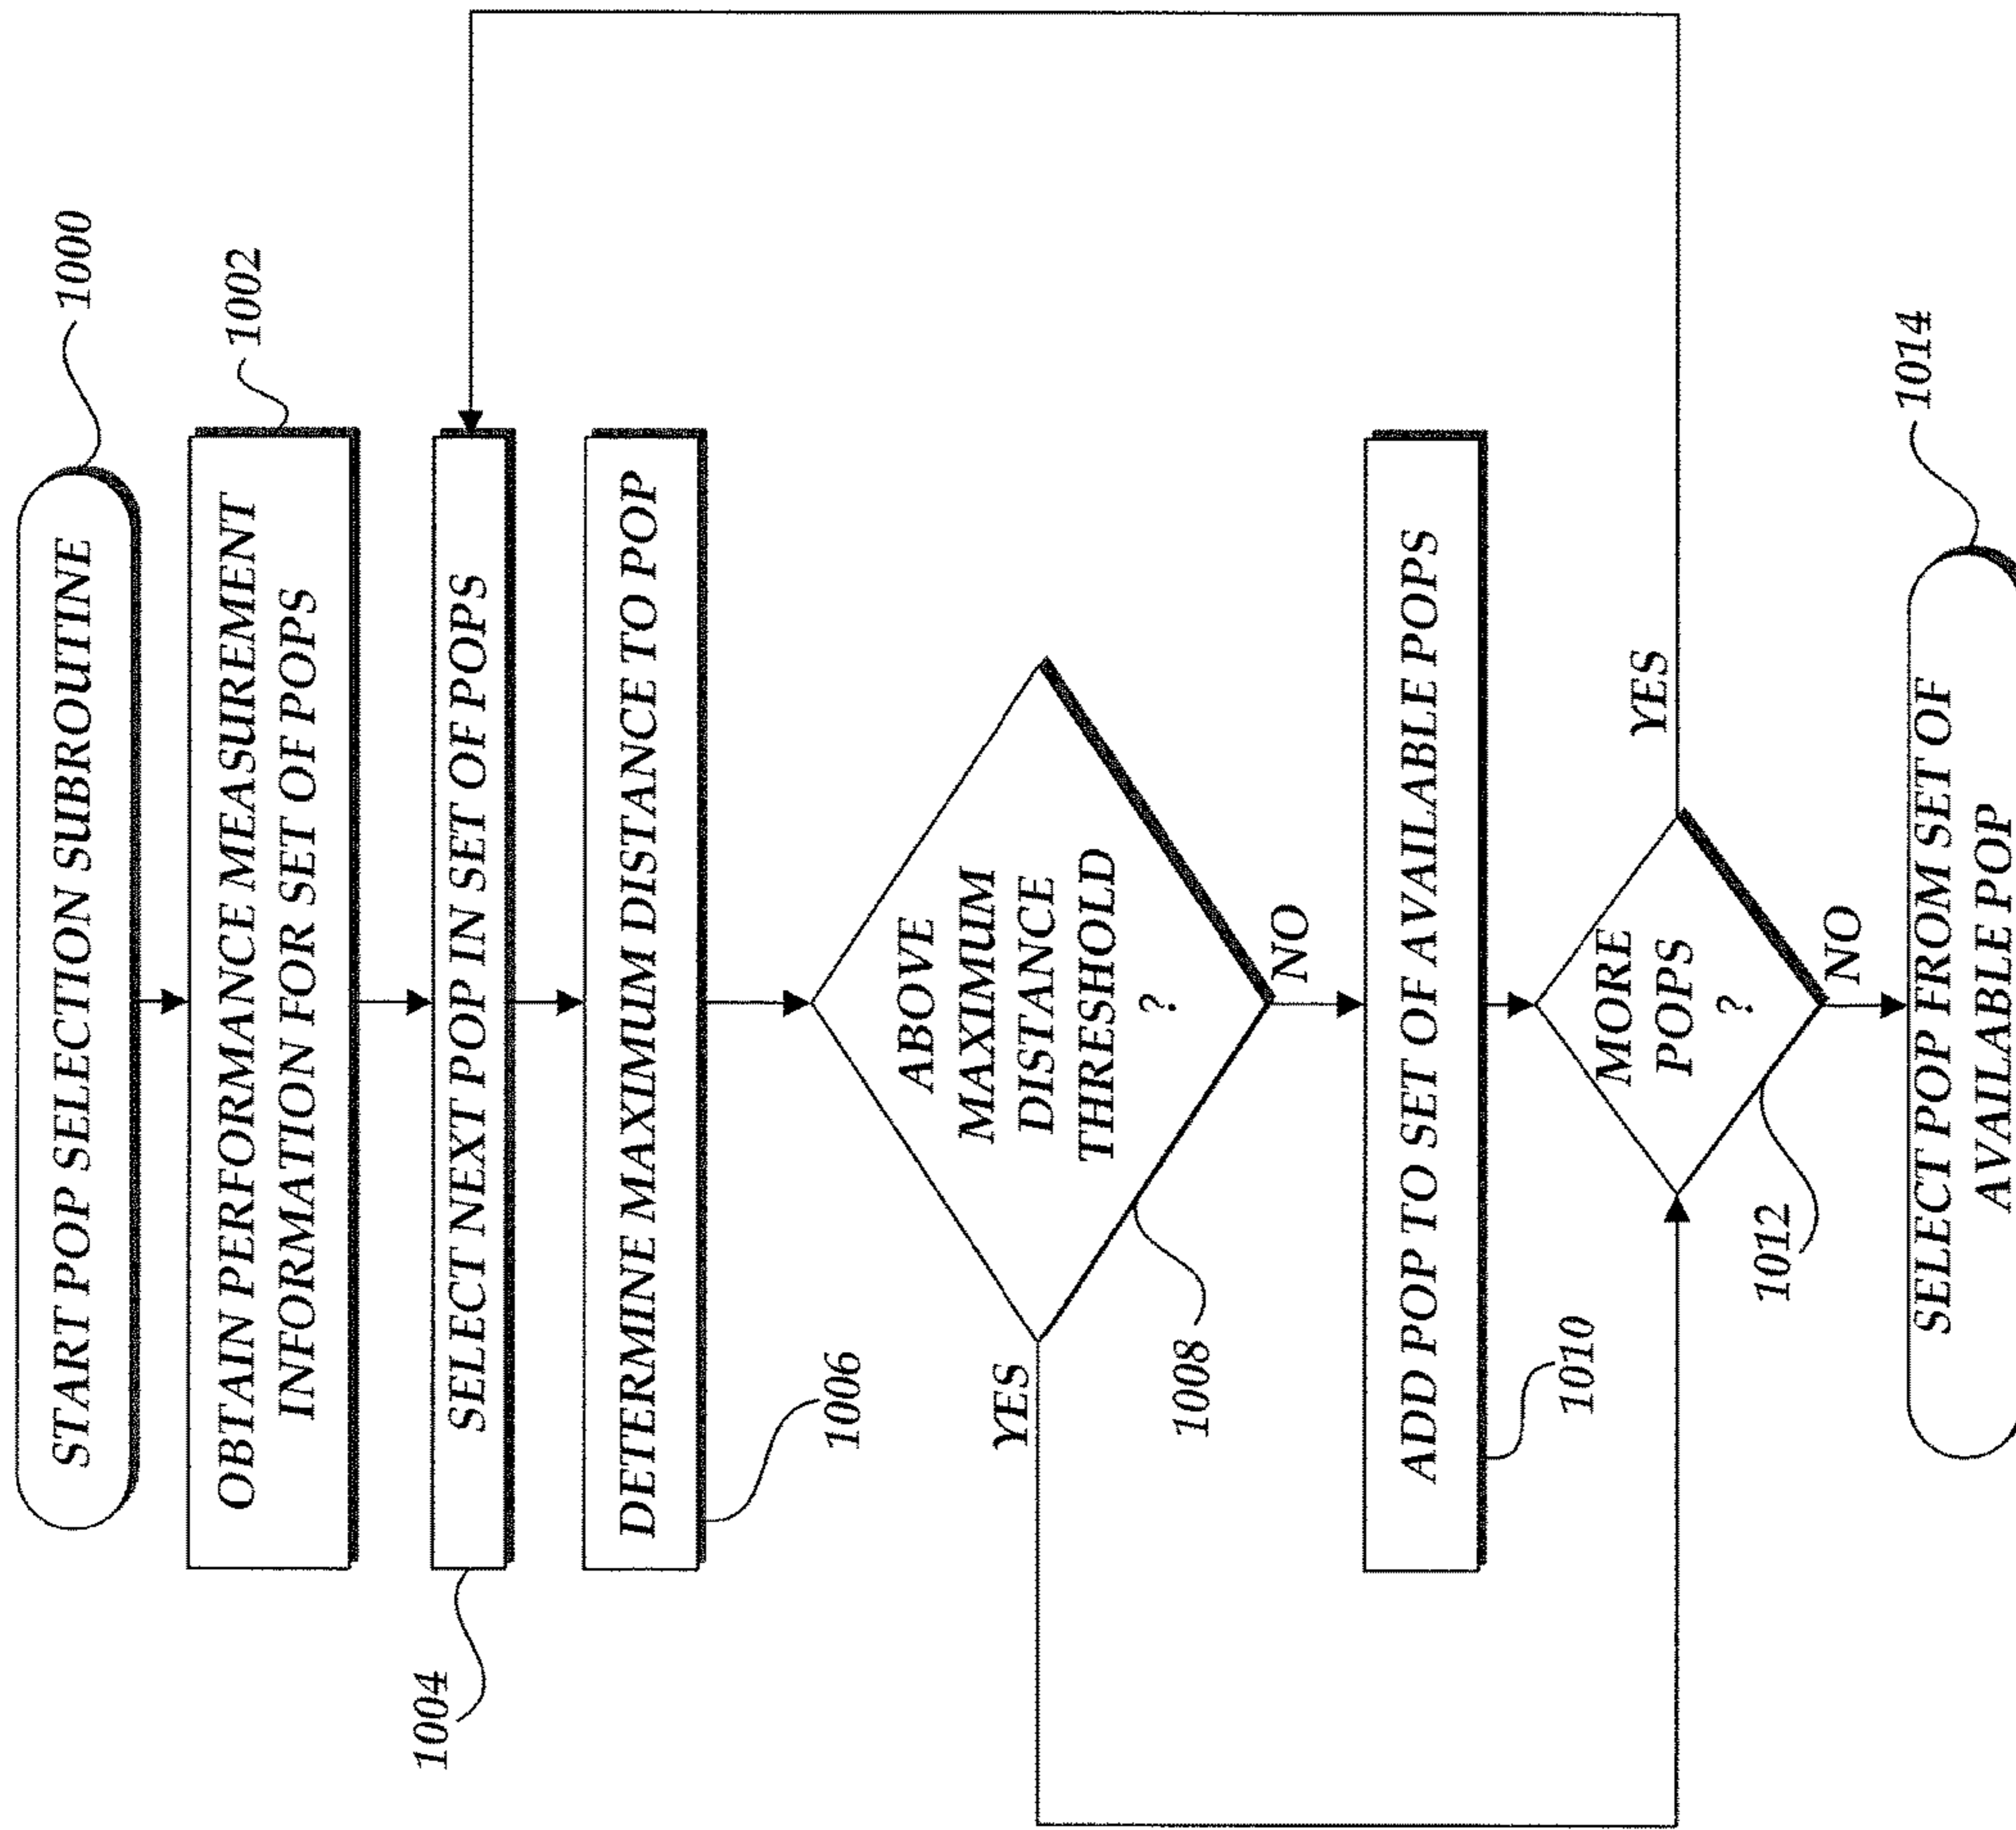 START POP SELECTION SUBROUTINE
1000
OBTAIN PERFORMANCE MEASUREMENT
INFORMATION FOR SET OF POPS
1002
SELECT NEXT POP IN SET OF POPS
1004
DETERMINE MAXIMUM DISTANCE TO POP
1006
ABOVE
MAXIMUM
DISTANCE
THRESHOLD
?
YES
1008
NO
ADD POP TO SET OF AVAILABLE POPS
1010
MORE
POPS
?
YES
1012
NO
SELECT POP FROM SET OF
AVAILABLE POP
1014